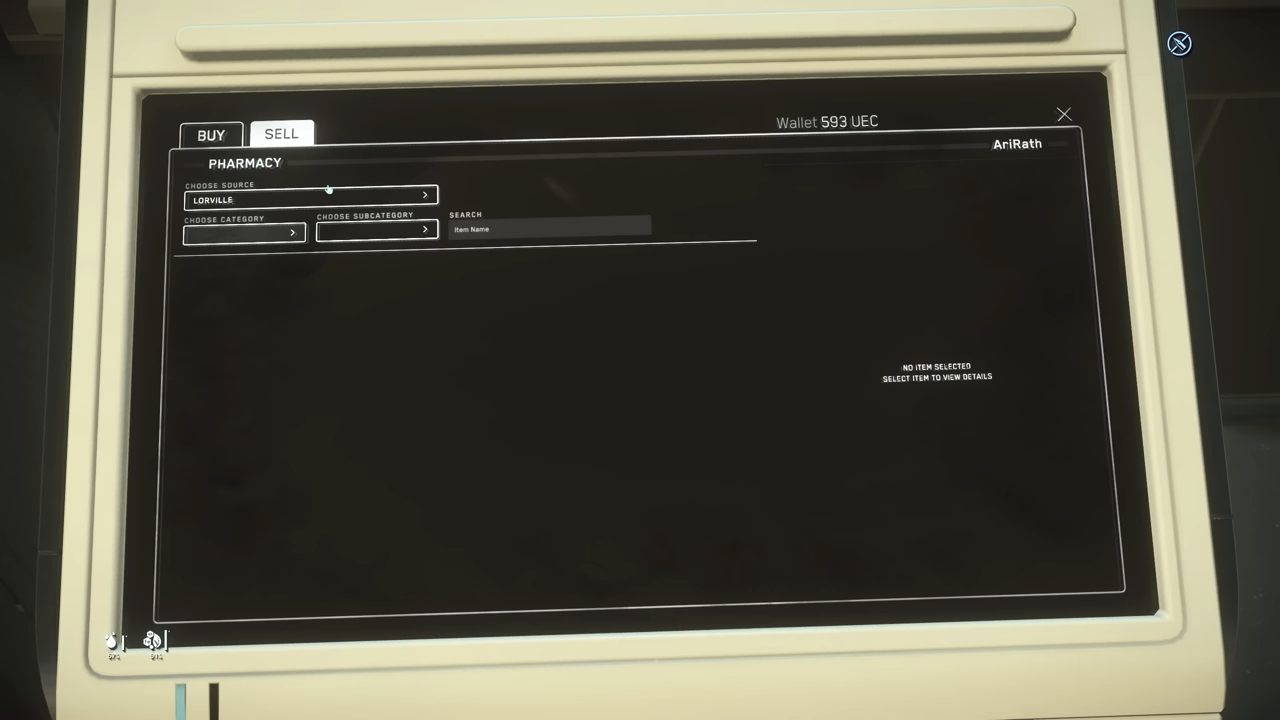 BUY
SELL
Wallet 593 UEC
AriRath
PHARMACY
CHOOSE SOURCE
LORVILLE
CHOOSE CATEGORY
CHOOSE SUBCATEGORY
SEARCH
Item Name
NO ITEM SELECTED
SELECT ITEM TO VIEW DETAILS